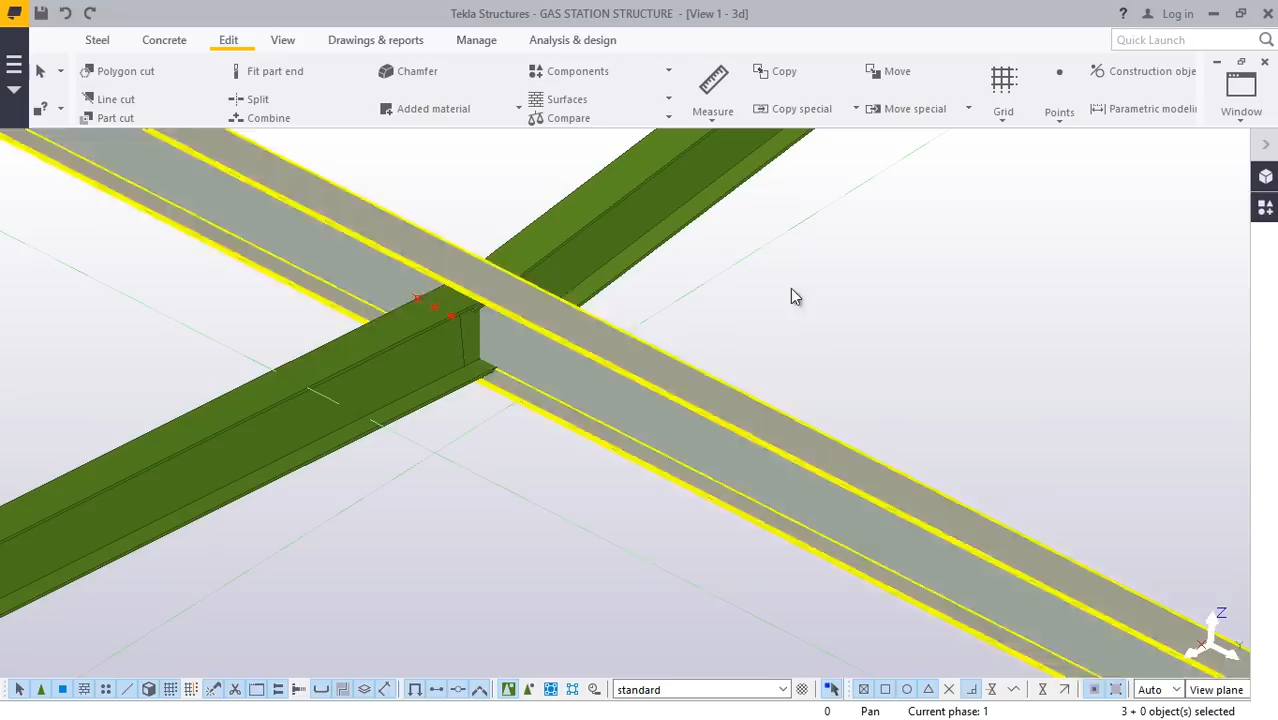 Tekla Structures - GAS STATION STRUCTURE - [View 1 - 3d]
? Log in
Steel Concrete Edit View Drawings & reports Manage Analysis & design
Quick Launch
Polygon cut Fit part end Chamfer Components Surfaces Copy Move Construction obje
Line cut Split Added material Compare Measure Copy special Move special Grid Points Parametric modeli Window
Part cut Combine
Z
standard
Auto View plane
0 Pan Current phase: 1 3 + 0 object(s) selected